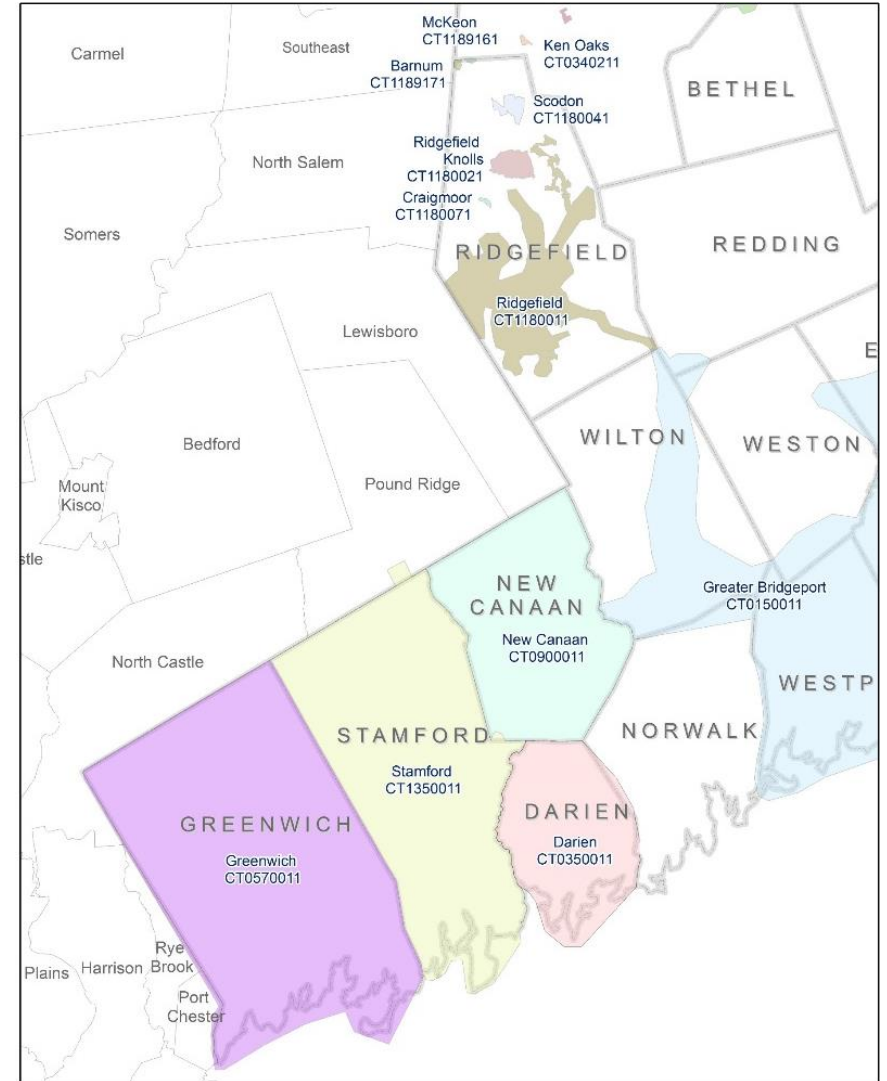 McKeon
CT1189161
Carmel
Southeast
Ken Oaks
CT0340211
Barnum
CT1189171
BETHEL
Scodon
CT1180041
Ridgefield
Knolls
CT1180021
North Salem
Craigmoor
CT1180071
Somers
RIDGEFIELD
REDDING
Ridgefield
CT1180011
Lewisboro
E
WILTON
WESTON
Bedford
Pound Ridge
Mount
Kisco
stle
NEW
CANAAN
Greater Bridgeport
CT0150011
New Canaan
CT0900011
North Castle
WESTP
STAMFORD
NORWALK
Stamford
CT1350011
GREENWICH
DARIEN
Darien
CT0350011
Greenwich
CT0570011
Rye
Brook
Plains
Harrison
Port
Chester